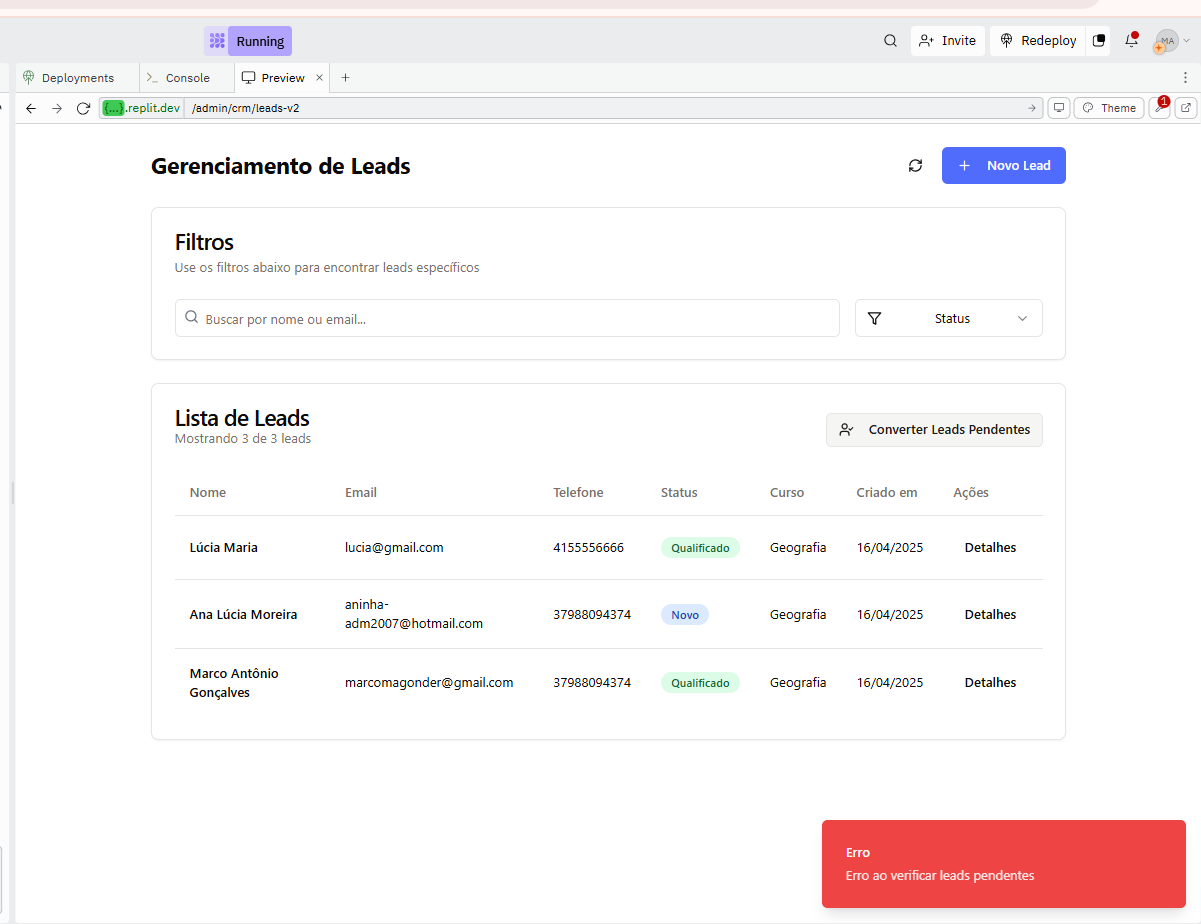 Running
Invite
Redeploy
MA
Deployments
Console
Preview
{...}.replit.dev
/admin/crm/leads-v2
Theme
1
Gerenciamento de Leads
Novo Lead
Filtros
Use os filtros abaixo para encontrar leads específicos
Buscar por nome ou email...
Status
Lista de Leads
Mostrando 3 de 3 leads
Converter Leads Pendentes
Nome Email Telefone Status Curso Criado em Ações
Lúcia Maria lucia@gmail.com 4155556666 Qualificado Geografia 16/04/2025 Detalhes
Ana Lúcia Moreira aninha-
adm2007@hotmail.com 37988094374 Novo Geografia 16/04/2025 Detalhes
Marco Antônio
Gonçalves marcomagonder@gmail.com 37988094374 Qualificado Geografia 16/04/2025 Detalhes
Erro
Erro ao verificar leads pendentes